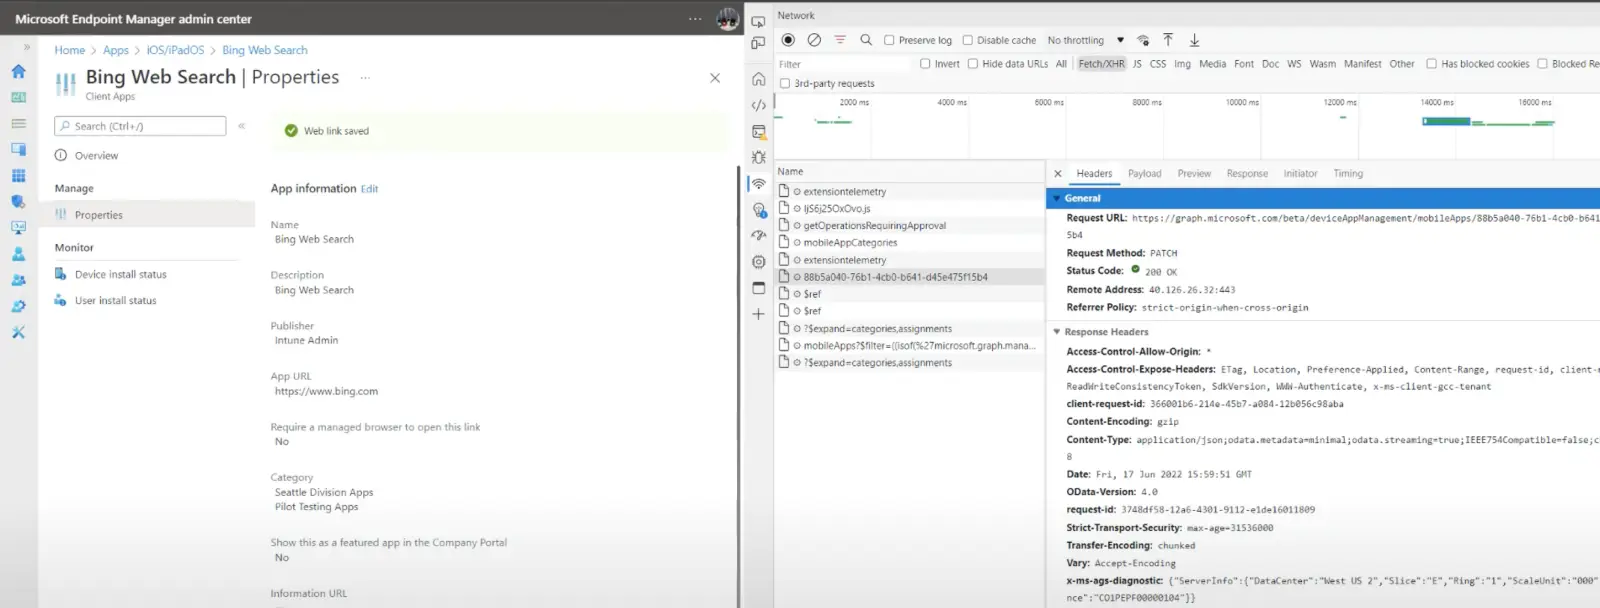 Microsoft Endpoint Manager admin center
Home > Apps > iOS/iPadOS > Bing Web Search
Bing Web Search | Properties
Client Apps
Search (Ctrl+/)
Overview
Manage
Properties
Monitor
Device install status
User install status
Web link saved
App information Edit
Name
Bing Web Search
Description
Bing Web Search
Publisher
Intune Admin
App URL
https://www.bing.com
Require a managed browser to open this link
No
Category
Seattle Division Apps
Pilot Testing Apps
Show this as a featured app in the Company Portal
No
Information URL
Network
Preserve log Disable cache No throttling
Filter Invert Hide data URLs All Fetch/XHR JS CSS Img Media Font Doc WS Wasm Manifest Other Has blocked cookies Blocked Re
3rd-party requests
2000 ms 4000 ms 6000 ms 8000 ms 10000 ms 12000 ms 14000 ms 16000 ms
Name
extensiontelemetry
IjS6j25OxOvo.js
getOperationsRequiringApproval
mobileAppCategories
extensiontelemetry
88b5a040-76b1-4cb0-b641-d45e475f15b4
$ref
$ref
?$expand=categories,assignments
mobileApps?$filter=((isof(%27microsoft.graph.mana...
?$expand=categories,assignments
Headers Payload Preview Response Initiator Timing
General
Request URL: https://graph.microsoft.com/beta/deviceAppManagement/mobileApps/88b5a040-76b1-4cb0-b641
5b4
Request Method: PATCH
Status Code: 200 OK
Remote Address: 40.126.26.32:443
Referrer Policy: strict-origin-when-cross-origin
Response Headers
Access-Control-Allow-Origin: *
Access-Control-Expose-Headers: ETag, Location, Preference-Applied, Content-Range, request-id, client-r
ReadWriteConsistencyToken, SdkVersion, WWW-Authenticate, x-ms-client-gcc-tenant
client-request-id: 366001b6-214e-45b7-a084-12b056c98aba
Content-Encoding: gzip
Content-Type: application/json;odata.metadata=minimal;odata.streaming=true;IEEE754Compatible=false;c
8
Date: Fri, 17 Jun 2022 15:59:51 GMT
OData-Version: 4.0
request-id: 3748df58-12a6-4301-9112-e1de16011809
Strict-Transport-Security: max-age=31536000
Transfer-Encoding: chunked
Vary: Accept-Encoding
x-ms-ags-diagnostic: {"ServerInfo":{"DataCenter":"West US 2","Slice":"E","Ring":"1","ScaleUnit":"000"
nce":"CO1PEPF00000104"}}